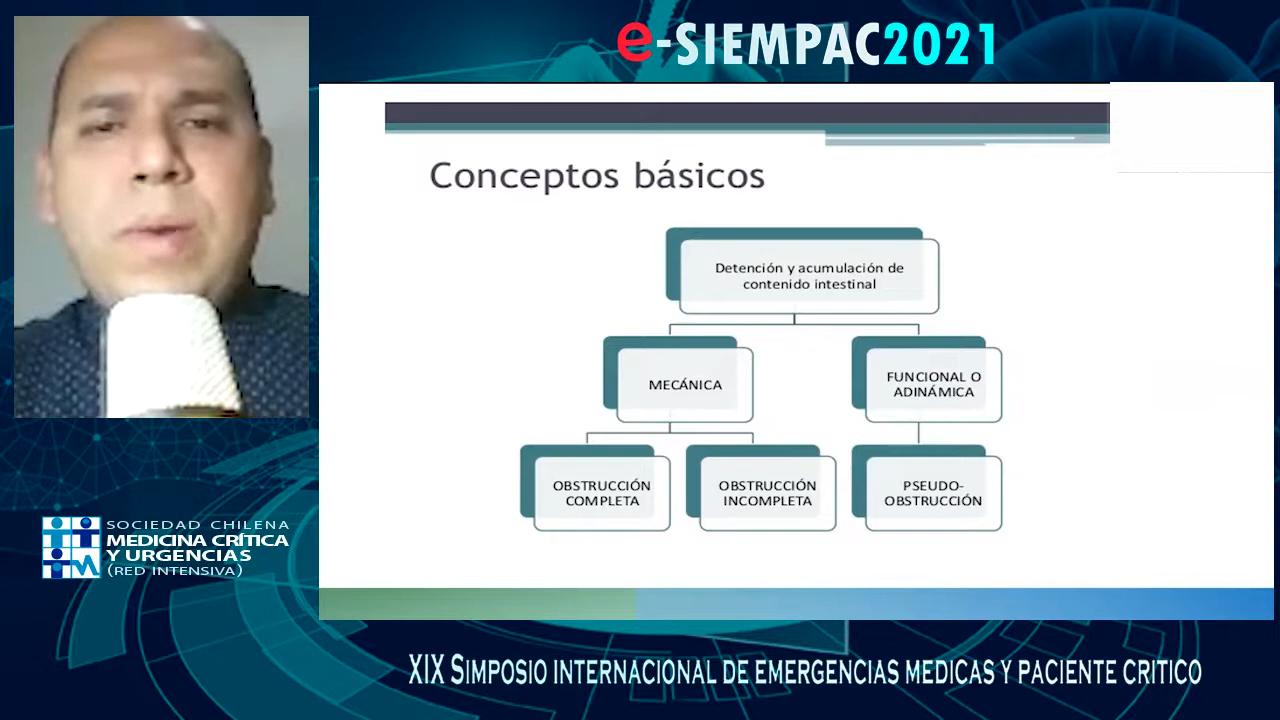 e-SIEMPAC2021
Conceptos básicos
Detención y acumulación de
contenido intestinal
MECÁNICA
FUNCIONAL O
ADINÁMICA
OBSTRUCCIÓN
COMPLETA
OBSTRUCCIÓN
INCOMPLETA
PSEUDO-
OBSTRUCCIÓN
SOCIEDAD CHILENA
MEDICINA CRÍTICA
Y URGENCIAS
(RED INTENSIVA)
XIX SIMPOSIO INTERNACIONAL DE EMERGENCIAS MEDICAS Y PACIENTE CRITICO